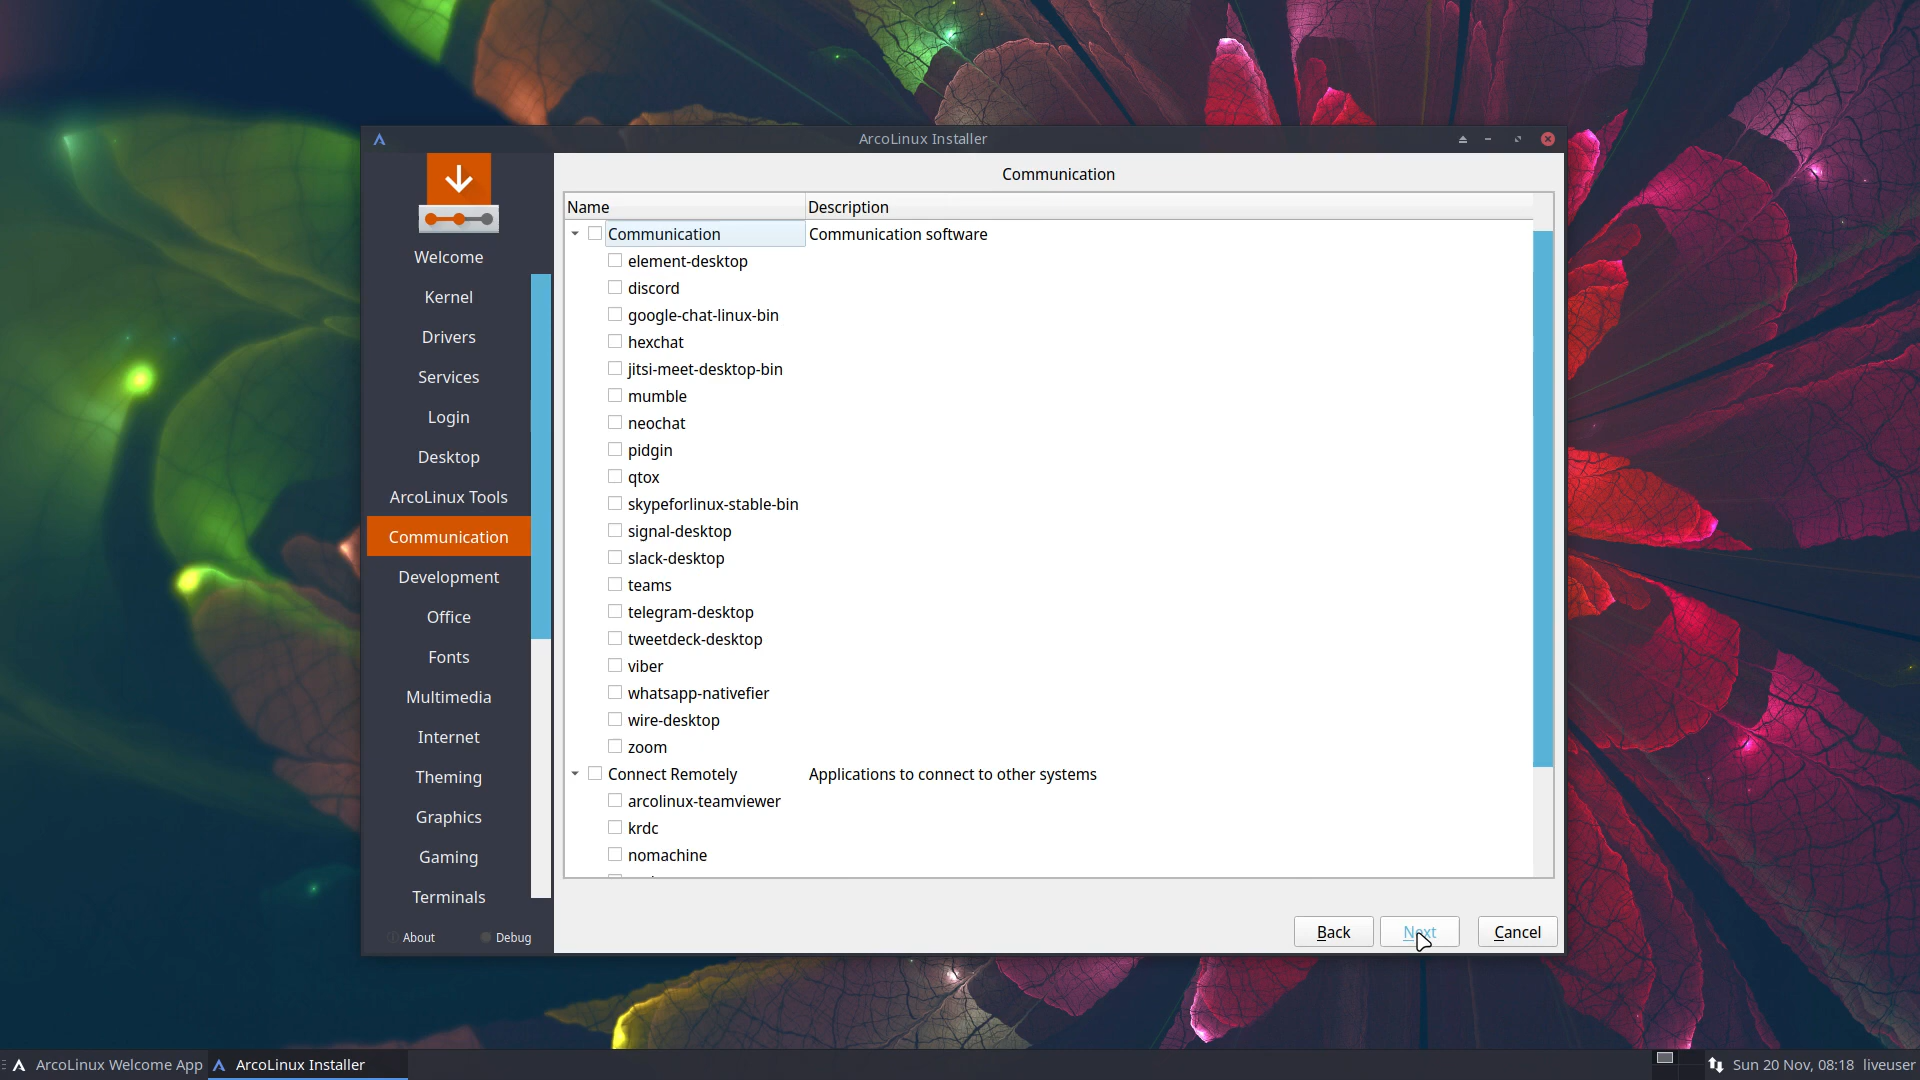 ArcoLinux Installer
Communication
Name Description
Communication Communication software
element-desktop
discord
google-chat-linux-bin
hexchat
jitsi-meet-desktop-bin
mumble
neochat
pidgin
qtox
skypeforlinux-stable-bin
signal-desktop
slack-desktop
teams
telegram-desktop
tweetdeck-desktop
viber
whatsapp-nativefier
wire-desktop
zoom
Connect Remotely Applications to connect to other systems
arcolinux-teamviewer
krdc
nomachine
Welcome
Kernel
Drivers
Services
Login
Desktop
ArcoLinux Tools
Communication
Development
Office
Fonts
Multimedia
Internet
Theming
Graphics
Gaming
Terminals
About Debug
Back Next Cancel
ArcoLinux Welcome App ArcoLinux Installer Sun 20 Nov, 08:18 liveuser